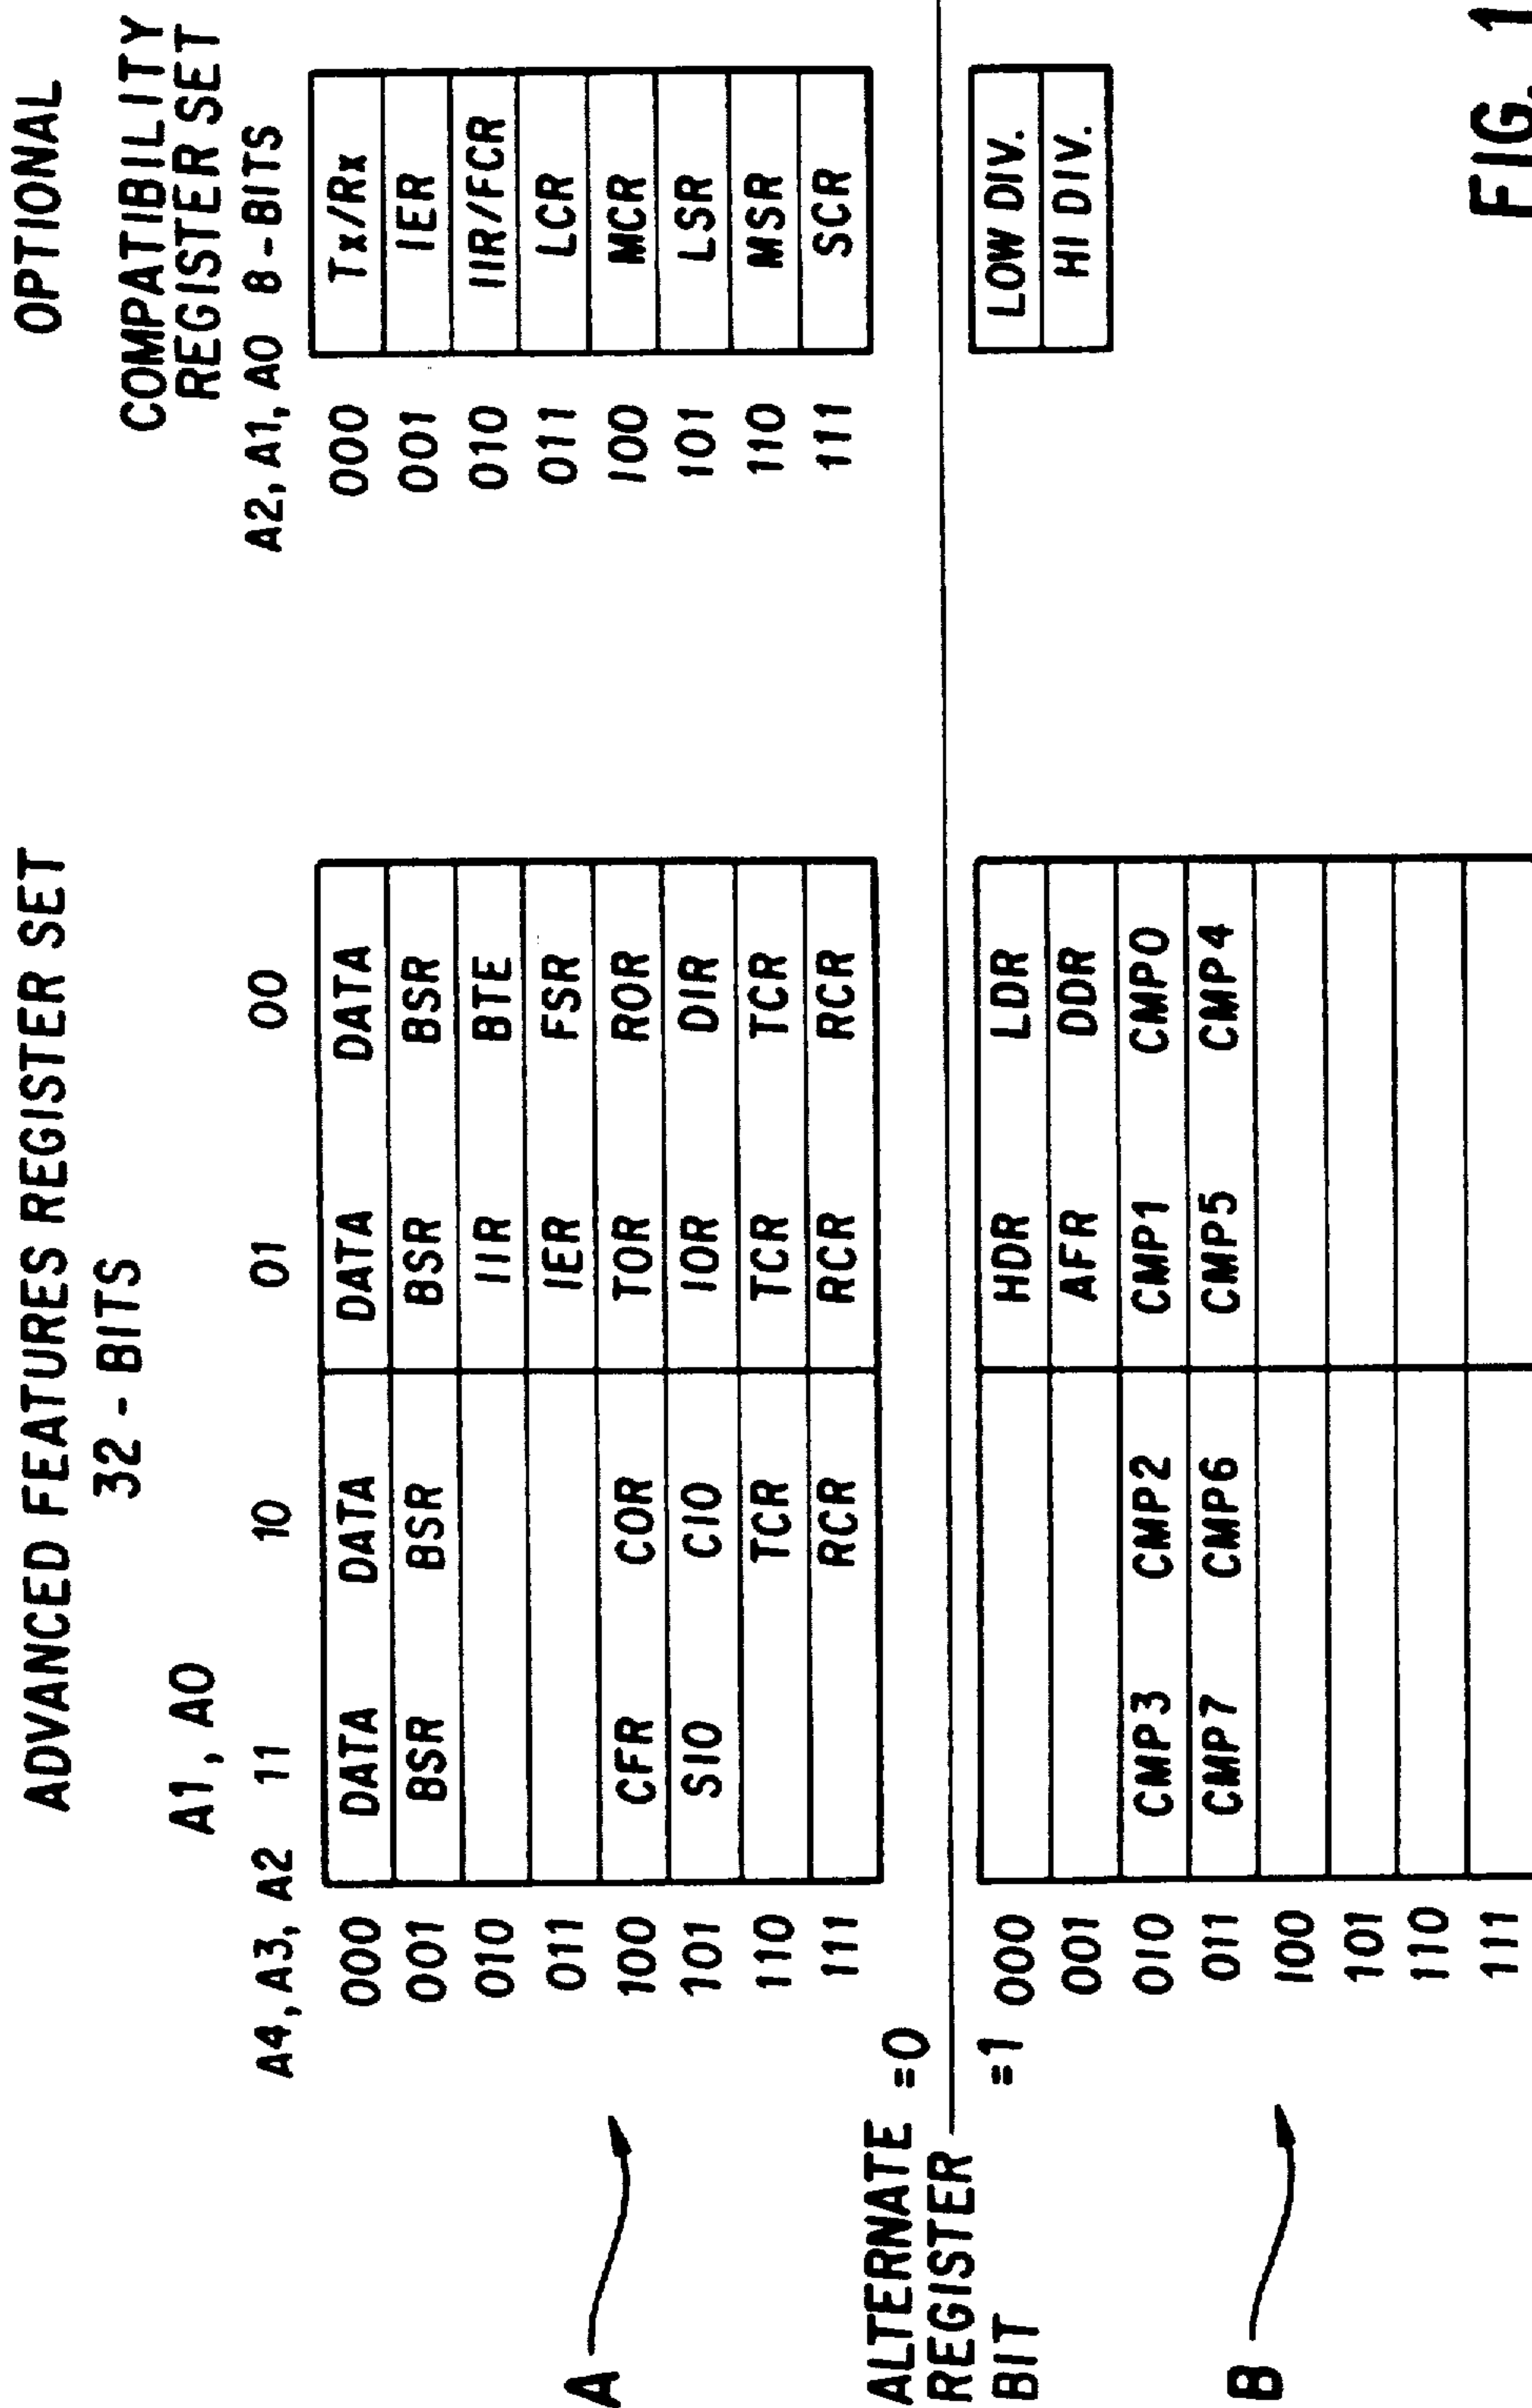 ADVANCED FEATURES REGISTER SET OPTIONAL
32 - BITS COMPATIBILITY
A1, A0 REGISTER SET
A4, A3, A2 11 10 01 00 A2, A1, A0 8 - BITS
000 DATA DATA DATA DATA 000 Tx/Rx
001 BSR BSR BSR BSR 001 IER
010 IIR BTE 010 IIR/FCR
011 IER FSR 011 LCR
100 CFR COR TOR ROR 100 MCR
A
101 SIO CIO IOR DIR 101 LSR
110 TCR TCR TCR 110 MSR
111 RCR RCR RCR 111 SCR
ALTERNATE =0
REGISTER
BIT =1
000 HDR LDR LOW DIV.
001 AFR DDR HI DIV.
010 CMP3 CMP2 CMP1 CMP0
011 CMP7 CMP6 CMP5 CMP4
B
100
101
110
111
FIG. 1